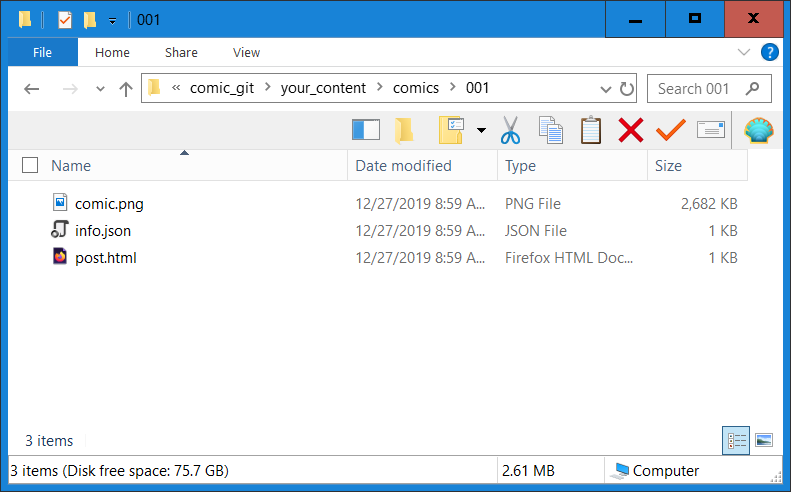 001
File Home Share View ?
« comic_git > your_content > comics > 001 Search 001
Name Date modified Type Size
comic.png 12/27/2019 8:59 A... PNG File 2,682 KB
info.json 12/27/2019 8:59 A... JSON File 1 KB
post.html 12/27/2019 8:59 A... Firefox HTML Doc... 1 KB
3 items
3 items (Disk free space: 75.7 GB) 2.61 MB Computer